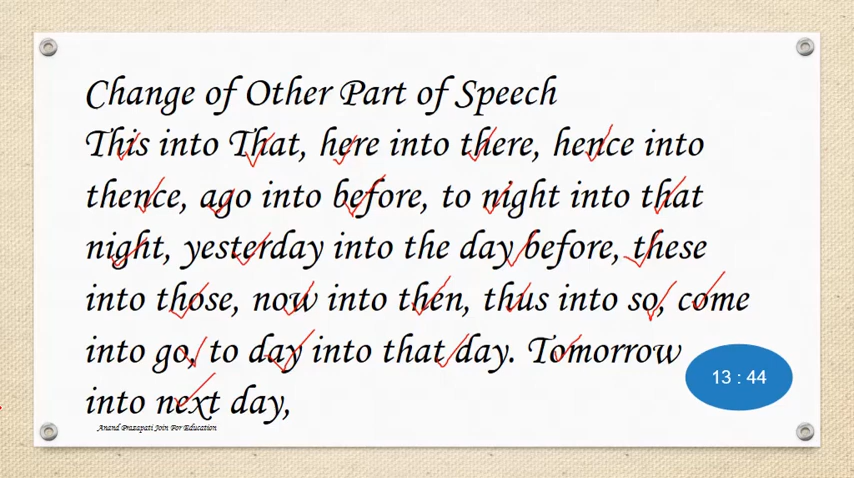 Change of Other Part of Speech
This into That, here into there, hence into
thence, ago into before, to night into that
night, yesterday into the day before, these
into those, now into then, thus into so, come
into go, to day into that day. Tomorrow
into next day,
13 : 44
Anand Prazapati Join For Education